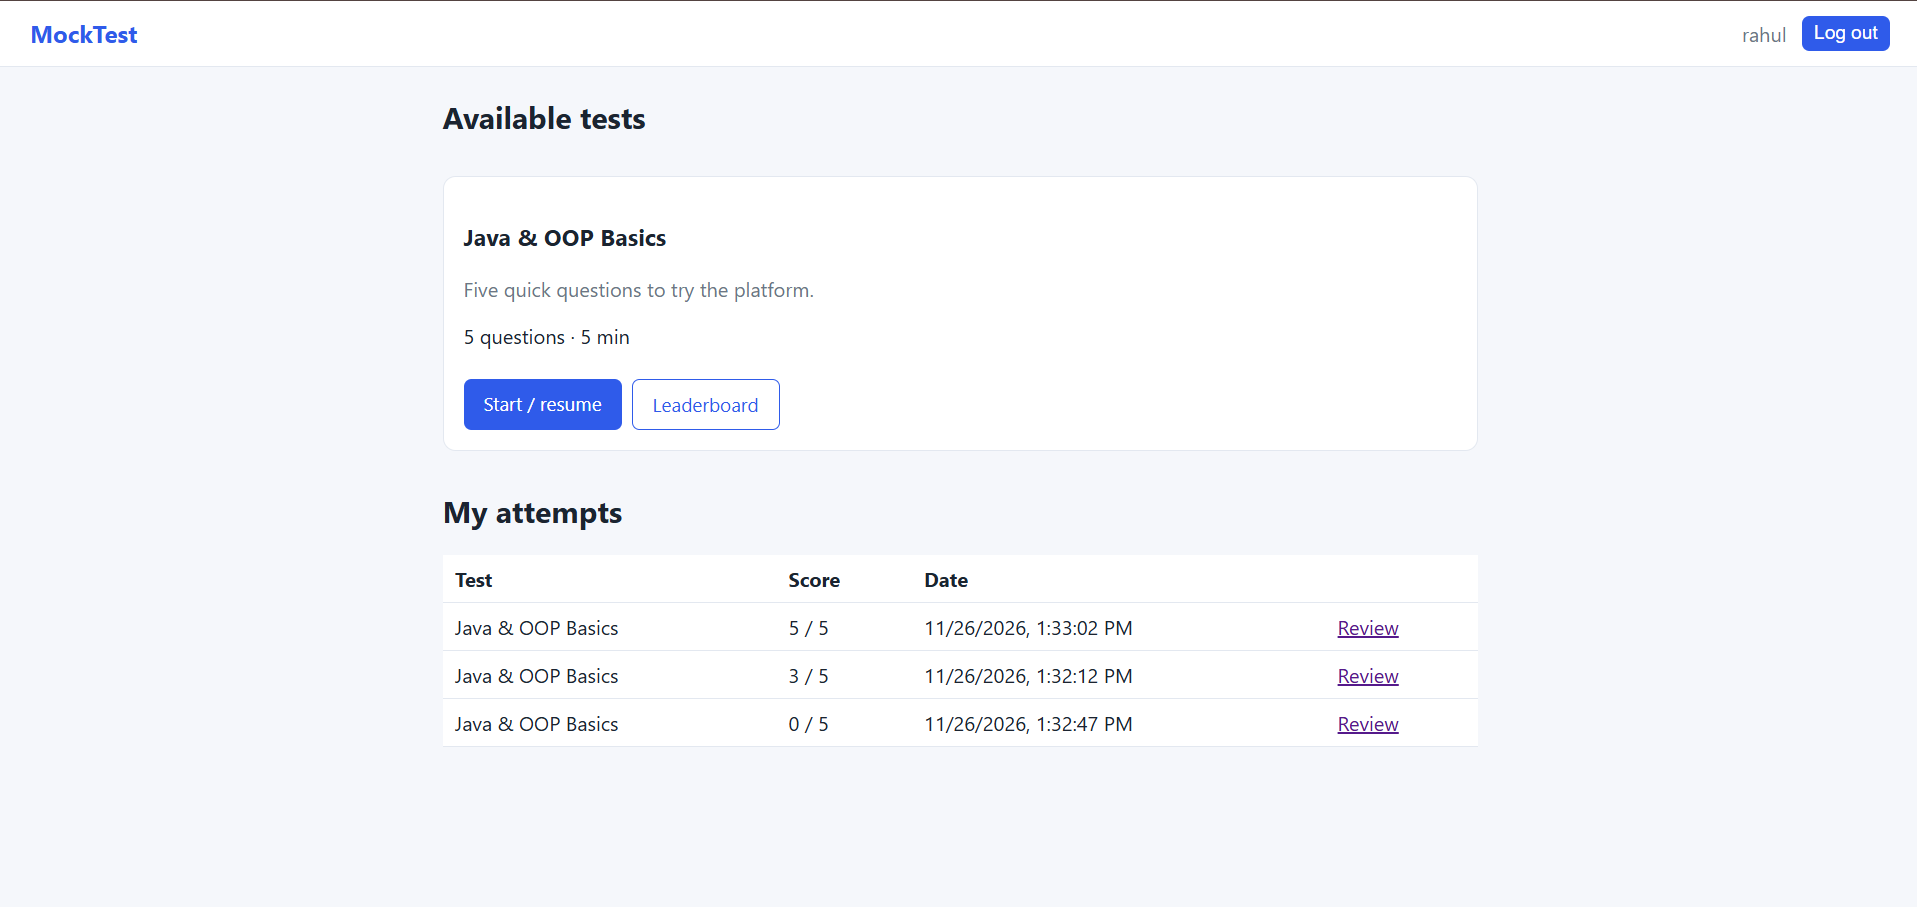 MockTest
rahul Log out
Available tests
Java & OOP Basics
Five quick questions to try the platform.
5 questions · 5 min
Start / resume Leaderboard
My attempts
Test Score Date
Java & OOP Basics 5 / 5 11/26/2026, 1:33:02 PM Review
Java & OOP Basics 3 / 5 11/26/2026, 1:32:12 PM Review
Java & OOP Basics 0 / 5 11/26/2026, 1:32:47 PM Review